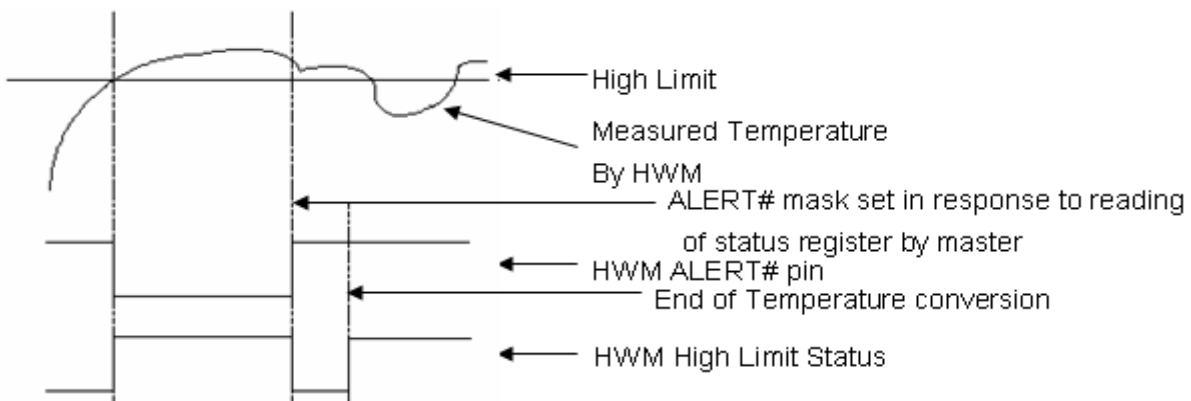 High Limit
Measured Temperature
By HWM
ALERT# mask set in response to reading
of status register by master
HWM ALERT# pin
End of Temperature conversion
HWM High Limit Status